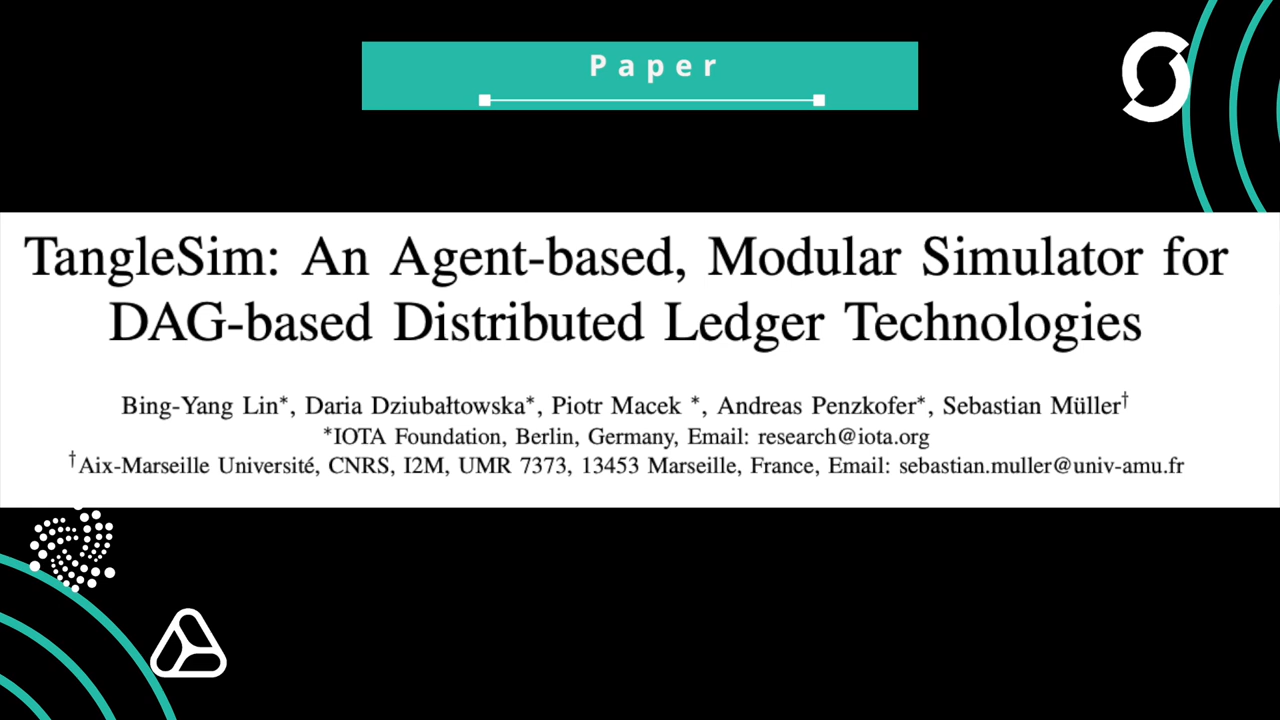 Paper
TangleSim: An Agent-based, Modular Simulator for
DAG-based Distributed Ledger Technologies
Bing-Yang Lin*, Daria Dziubałtowska*, Piotr Macek *, Andreas Penzkofer*, Sebastian Müller†
*IOTA Foundation, Berlin, Germany, Email: research@iota.org
†Aix-Marseille Université, CNRS, I2M, UMR 7373, 13453 Marseille, France, Email: sebastian.muller@univ-amu.fr